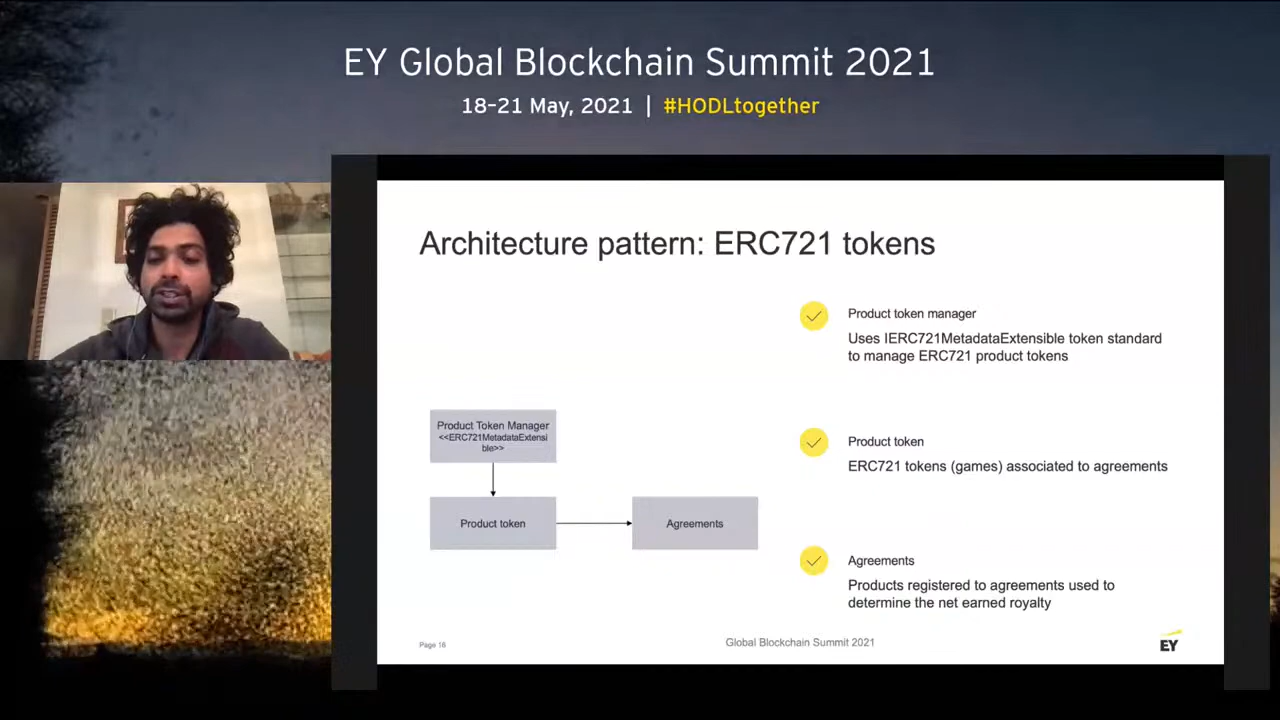 EY Global Blockchain Summit 2021
18–21 May, 2021 | #HODLtogether
Architecture pattern: ERC721 tokens
Product token manager
Uses IERC721MetadataExtensible token standard
to manage ERC721 product tokens
Product Token Manager
<<ERC721MetadataExtensi
ble>>
Product token
ERC721 tokens (games) associated to agreements
Product token
Agreements
Agreements
Products registered to agreements used to
determine the net earned royalty
Page 16
Global Blockchain Summit 2021
EY